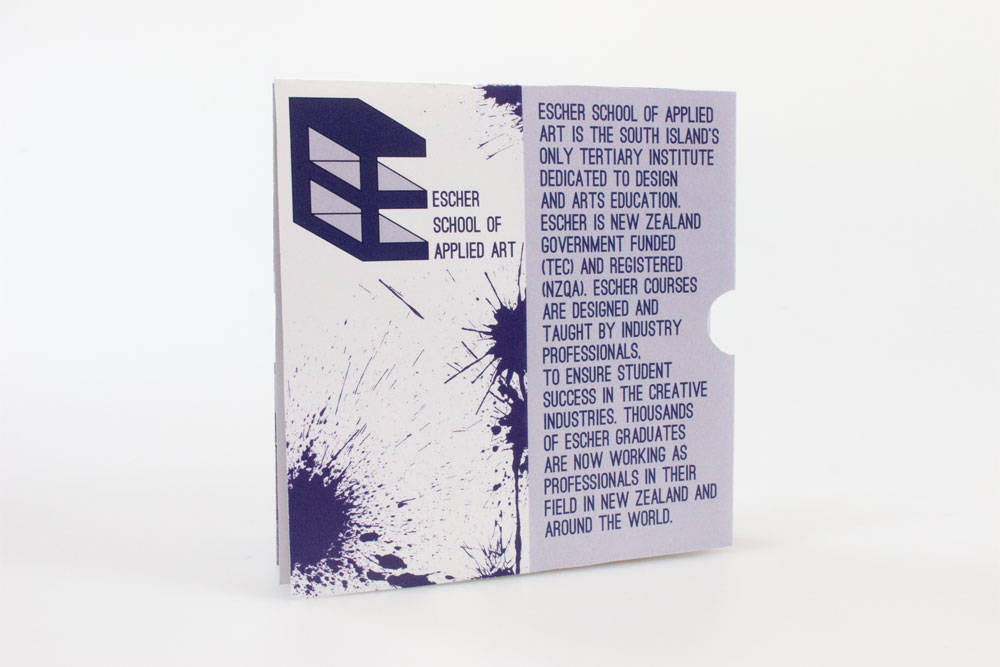 ESCHER
SCHOOL OF
APPLIED ART
ESCHER SCHOOL OF APPLIED
ART IS THE SOUTH ISLAND'S
ONLY TERTIARY INSTITUTE
DEDICATED TO DESIGN
AND ARTS EDUCATION.
ESCHER IS NEW ZEALAND
GOVERNMENT FUNDED
(TEC) AND REGISTERED
(NZQA). ESCHER COURSES
ARE DESIGNED AND
TAUGHT BY INDUSTRY
PROFESSIONALS,
TO ENSURE STUDENT
SUCCESS IN THE CREATIVE
INDUSTRIES. THOUSANDS
OF ESCHER GRADUATES
ARE NOW WORKING AS
PROFESSIONALS IN THEIR
FIELD IN NEW ZEALAND AND
AROUND THE WORLD.